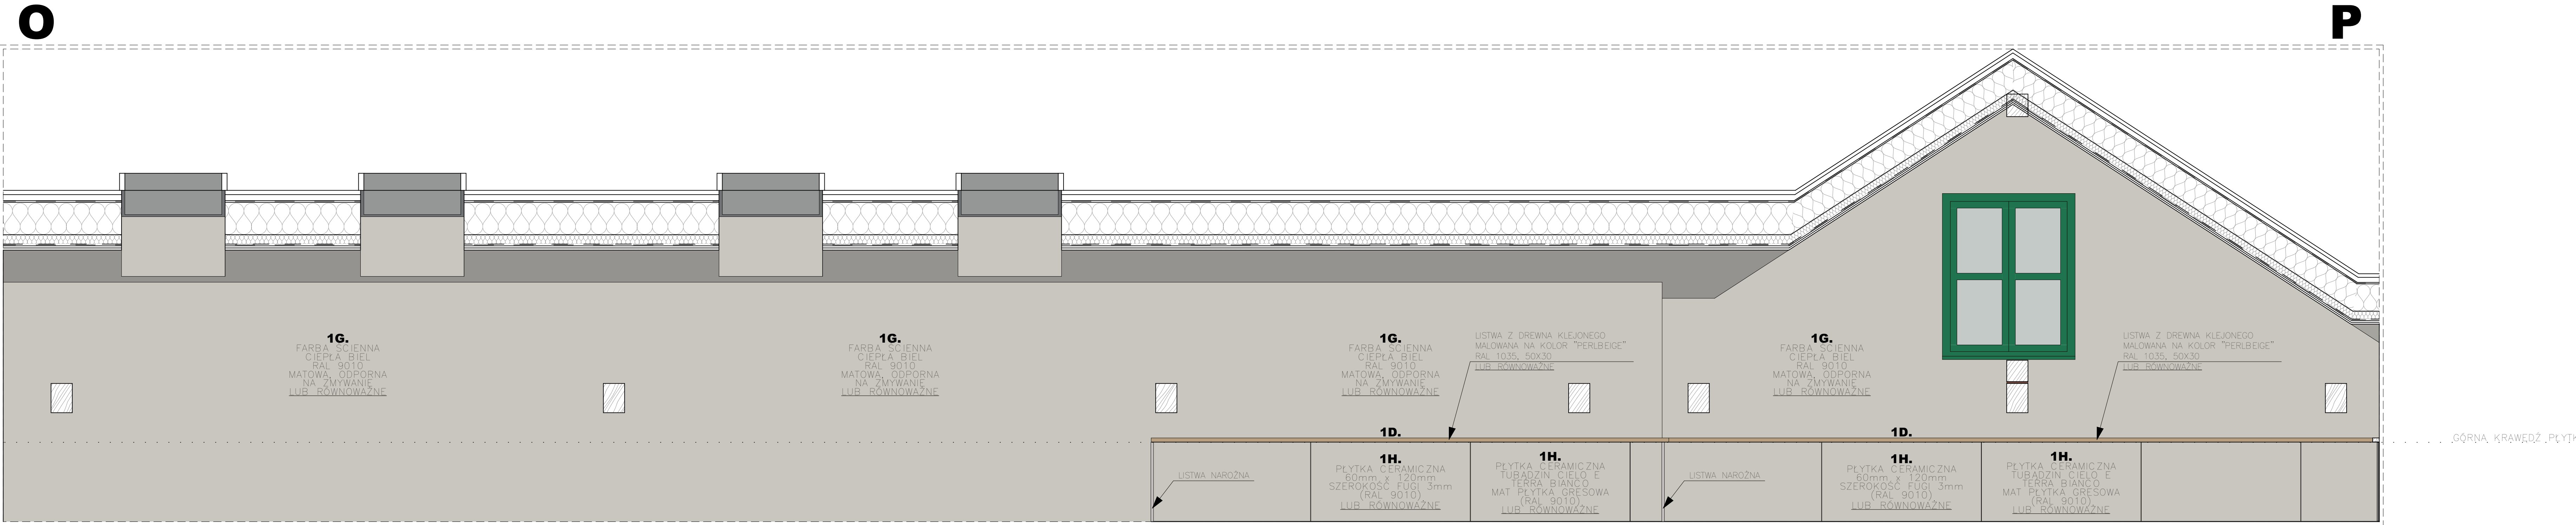 O
P
1G.
FARBA ŚCIENNA
CIEPŁA BIEL
RAL 9010
MATOWA, ODPORNA
NA ZMYWANIE
LUB RÓWNOWAŻNE
1G.
FARBA ŚCIENNA
CIEPŁA BIEL
RAL 9010
MATOWA, ODPORNA
NA ZMYWANIE
LUB RÓWNOWAŻNE
1G.
FARBA ŚCIENNA
CIEPŁA BIEL
RAL 9010
MATOWA, ODPORNA
NA ZMYWANIE
LUB RÓWNOWAŻNE
LISTWA Z DREWNA KLEJONEGO
MALOWANA NA KOLOR "PERLBEIGE"
RAL 1035, 50X30
LUB RÓWNOWAŻNE
1G.
FARBA ŚCIENNA
CIEPŁA BIEL
RAL 9010
MATOWA, ODPORNA
NA ZMYWANIE
LUB RÓWNOWAŻNE
LISTWA Z DREWNA KLEJONEGO
MALOWANA NA KOLOR "PERLBEIGE"
RAL 1035, 50X30
LUB RÓWNOWAŻNE
1D.
1D.
GÓRNA KRAWĘDŹ PŁYTK
LISTWA NAROŻNA
1H.
PŁYTKA CERAMICZNA
60mm x 120mm
SZEROKOŚĆ FUGI 3mm
(RAL 9010)
LUB RÓWNOWAŻNE
1H.
PŁYTKA CERAMICZNA
TUBĄDZIN CIELO E
TERRA BIANCO
MAT PŁYTKA GRESOWA
(RAL 9010)
LUB RÓWNOWAŻNE
LISTWA NAROŻNA
1H.
PŁYTKA CERAMICZNA
60mm x 120mm
SZEROKOŚĆ FUGI 3mm
(RAL 9010)
LUB RÓWNOWAŻNE
1H.
PŁYTKA CERAMICZNA
TUBĄDZIN CIELO E
TERRA BIANCO
MAT PŁYTKA GRESOWA
(RAL 9010)
LUB RÓWNOWAŻNE